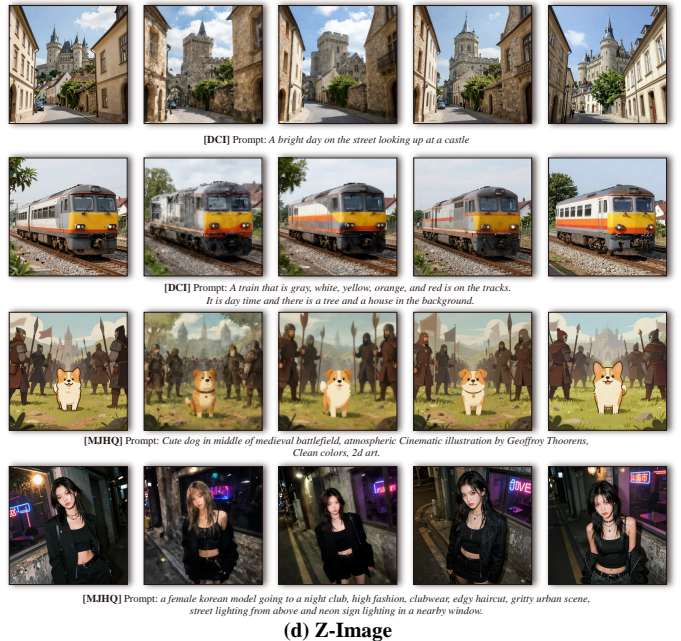 [DCI] Prompt: A bright day on the street looking up at a castle
[DCI] Prompt: A train that is gray, white, yellow, orange, and red is on the tracks.
It is day time and there is a tree and a house in the background.
[MJHQ] Prompt: Cute dog in middle of medieval battlefield, atmospheric Cinematic illustration by Geoffroy Thoorens,
Clean colors, 2d art.
[MJHQ] Prompt: a female korean model going to a night club, high fashion, clubwear, edgy haircut, gritty urban scene,
street lighting from above and neon sign lighting in a nearby window.
(d) Z-Image